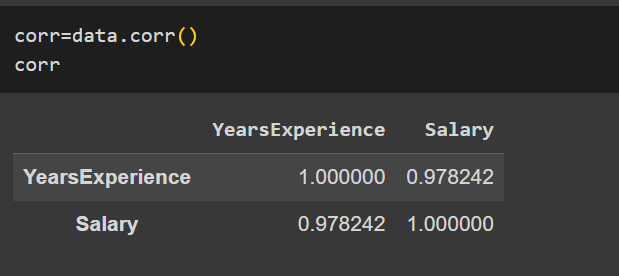 corr=data.corr()
corr
YearsExperience Salary
YearsExperience 1.000000 0.978242
Salary 0.978242 1.000000